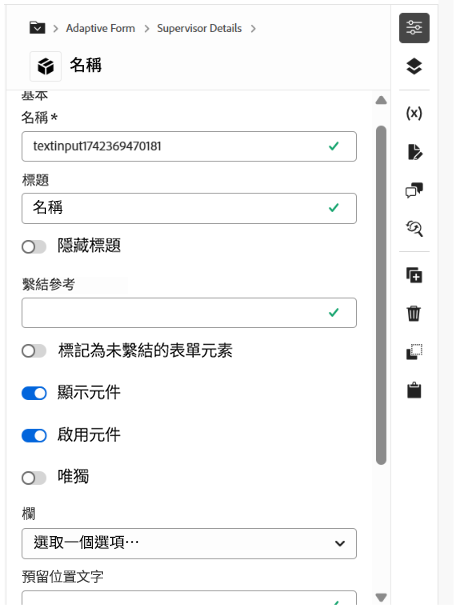 Adaptive Form > Supervisor Details >
名稱
基本
名稱 *
textinput1742369470181
標題
名稱
隱藏標題
繫結參考
標記為未繫結的表單元素
顯示元件
啟用元件
唯獨
欄
選取一個選項⋯
預留位置文字
(x)